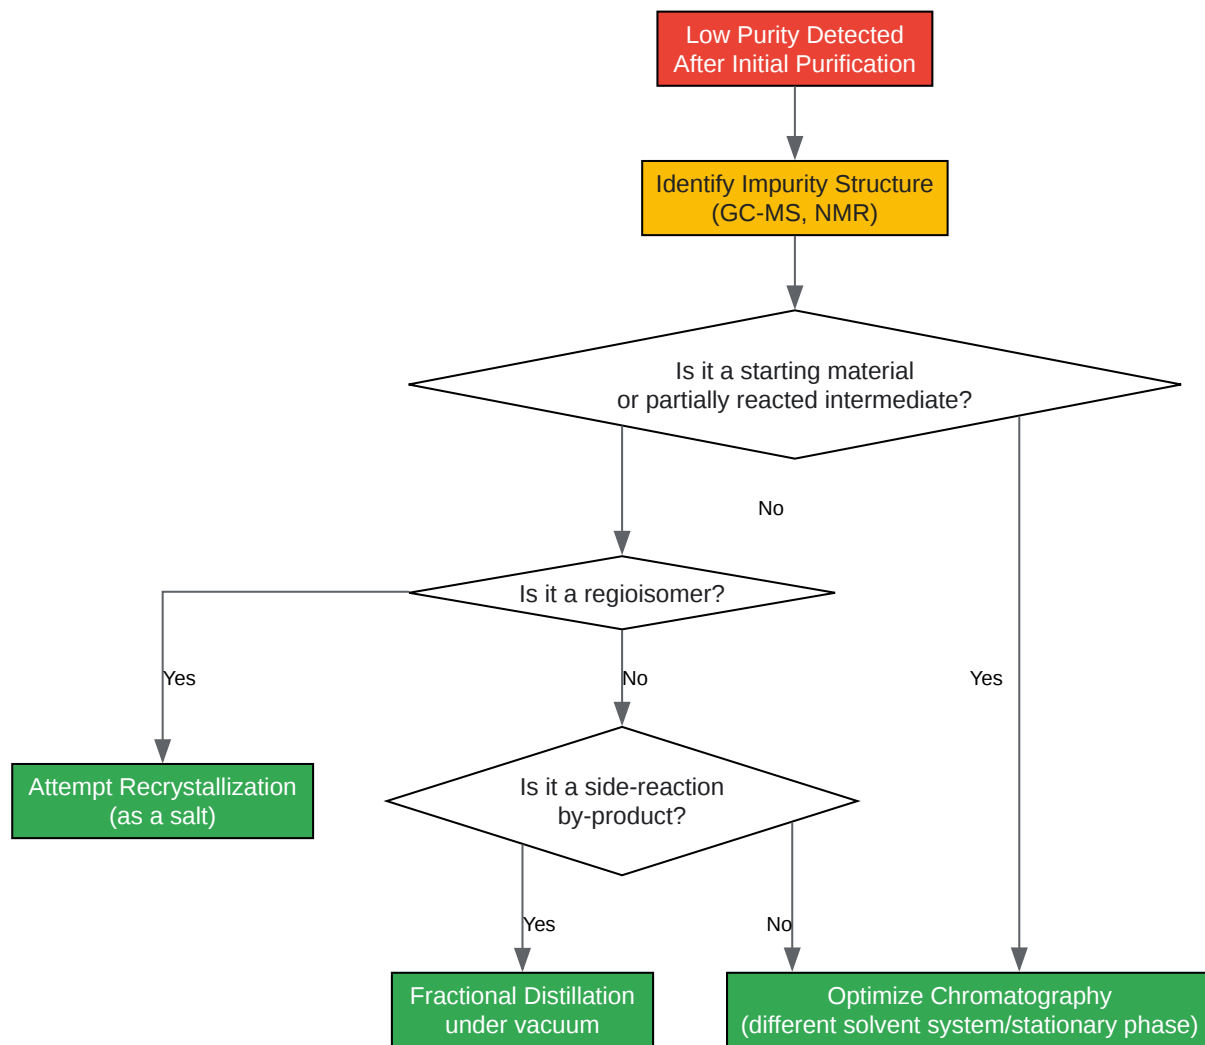 Low Purity Detected
After Initial Purification
Identify Impurity Structure
(GC-MS, NMR)
Is it a starting material
or partially reacted intermediate?
No
Is it a regioisomer?
Yes
No
Yes
Attempt Recrystallization
(as a salt)
Is it a side-reaction
by-product?
Yes
No
Fractional Distillation
under vacuum
Optimize Chromatography
(different solvent system/stationary phase)